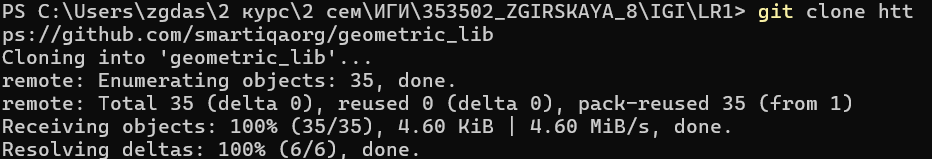 PS C:\Users\zgdas\2 курс\2 сем\ИГИ\353502_ZGIRSKAYA_8\IGI\LR1> git clone htt
ps://github.com/smartiqaorg/geometric_lib
Cloning into 'geometric_lib'...
remote: Enumerating objects: 35, done.
remote: Total 35 (delta 0), reused 0 (delta 0), pack-reused 35 (from 1)
Receiving objects: 100% (35/35), 4.60 KiB | 4.60 MiB/s, done.
Resolving deltas: 100% (6/6), done.